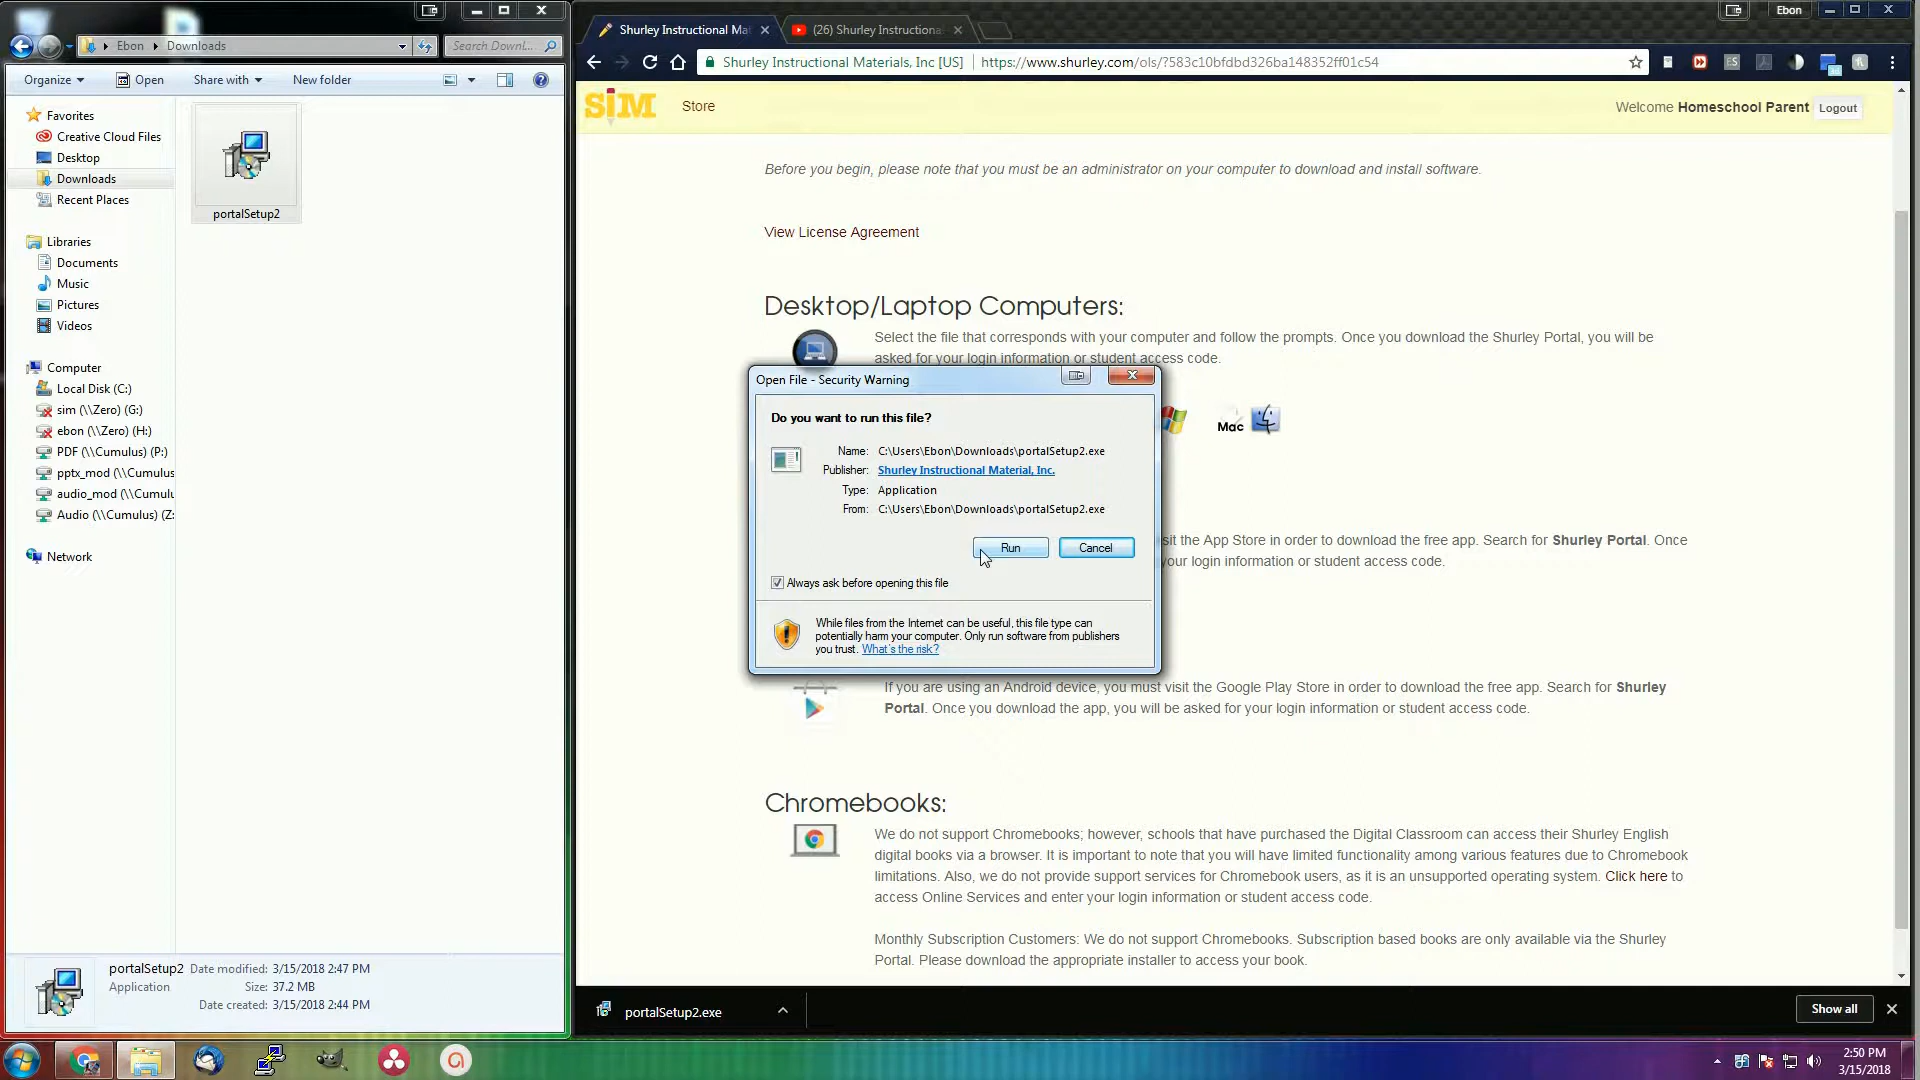 Ebon
Downloads
Search Downl...
Organize
Open
Share with
New folder
Favorites
Creative Cloud Files
Desktop
Downloads
Recent Places
Libraries
Documents
Music
Pictures
Videos
Computer
Local Disk (C:)
sim (\\Zero) (G:)
ebon (\\Zero) (H:)
PDF (\\Cumulus) (P:)
pptx_mod (\\Cumulus
audio_mod (\\Cumulu
Audio (\\Cumulus) (Z:
Network
portalSetup2
portalSetup2 Date modified: 3/15/2018 2:47 PM
Application Size: 37.2 MB
Date created: 3/15/2018 2:44 PM
Shurley Instructional Mat
(26) Shurley Instructiona
Ebon
Shurley Instructional Materials, Inc [US]
https://www.shurley.com/ols/?583c10bfdbd326ba148352ff01c54
SiM
Store
Welcome Homeschool Parent
Logout
Before you begin, please note that you must be an administrator on your computer to download and install software.
View License Agreement
Desktop/Laptop Computers:
Select the file that corresponds with your computer and follow the prompts. Once you download the Shurley Portal, you will be
asked for your login information or student access code.
Mac
Open File - Security Warning
Do you want to run this file?
Name: C:\Users\Ebon\Downloads\portalSetup2.exe
Publisher: Shurley Instructional Material, Inc.
Type: Application
From: C:\Users\Ebon\Downloads\portalSetup2.exe
Run
Cancel
Always ask before opening this file
While files from the Internet can be useful, this file type can
potentially harm your computer. Only run software from publishers
you trust. What's the risk?
the App Store in order to download the free app. Search for Shurley Portal. Once
your login information or student access code.
If you are using an Android device, you must visit the Google Play Store in order to download the free app. Search for Shurley
Portal. Once you download the app, you will be asked for your login information or student access code.
Chromebooks:
We do not support Chromebooks; however, schools that have purchased the Digital Classroom can access their Shurley English
digital books via a browser. It is important to note that you will have limited functionality among various features due to Chromebook
limitations. Also, we do not provide support services for Chromebook users, as it is an unsupported operating system. Click here to
access Online Services and enter your login information or student access code.
Monthly Subscription Customers: We do not support Chromebooks. Subscription based books are only available via the Shurley
Portal. Please download the appropriate installer to access your book.
portalSetup2.exe
Show all
2:50 PM
3/15/2018